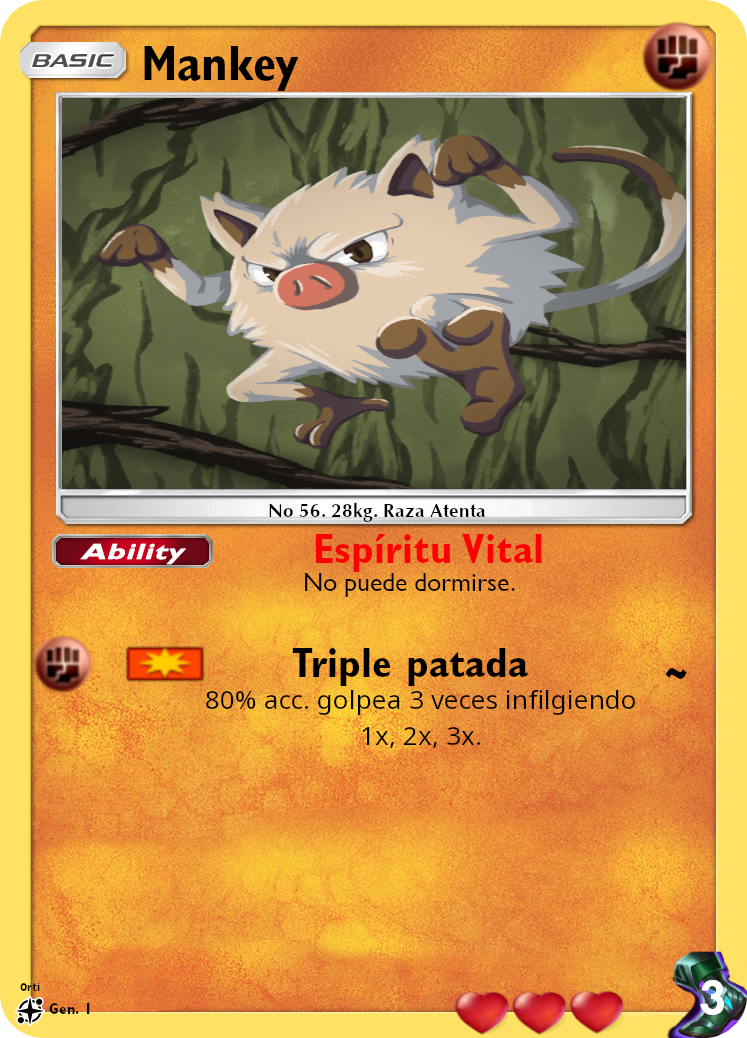 BASIC Mankey
No 56. 28kg. Raza Atenta
Ability Espíritu Vital
No puede dormirse.
Triple patada ~
80% acc. golpea 3 veces infilgiendo
1x, 2x, 3x.
Orti
Gen. I
3